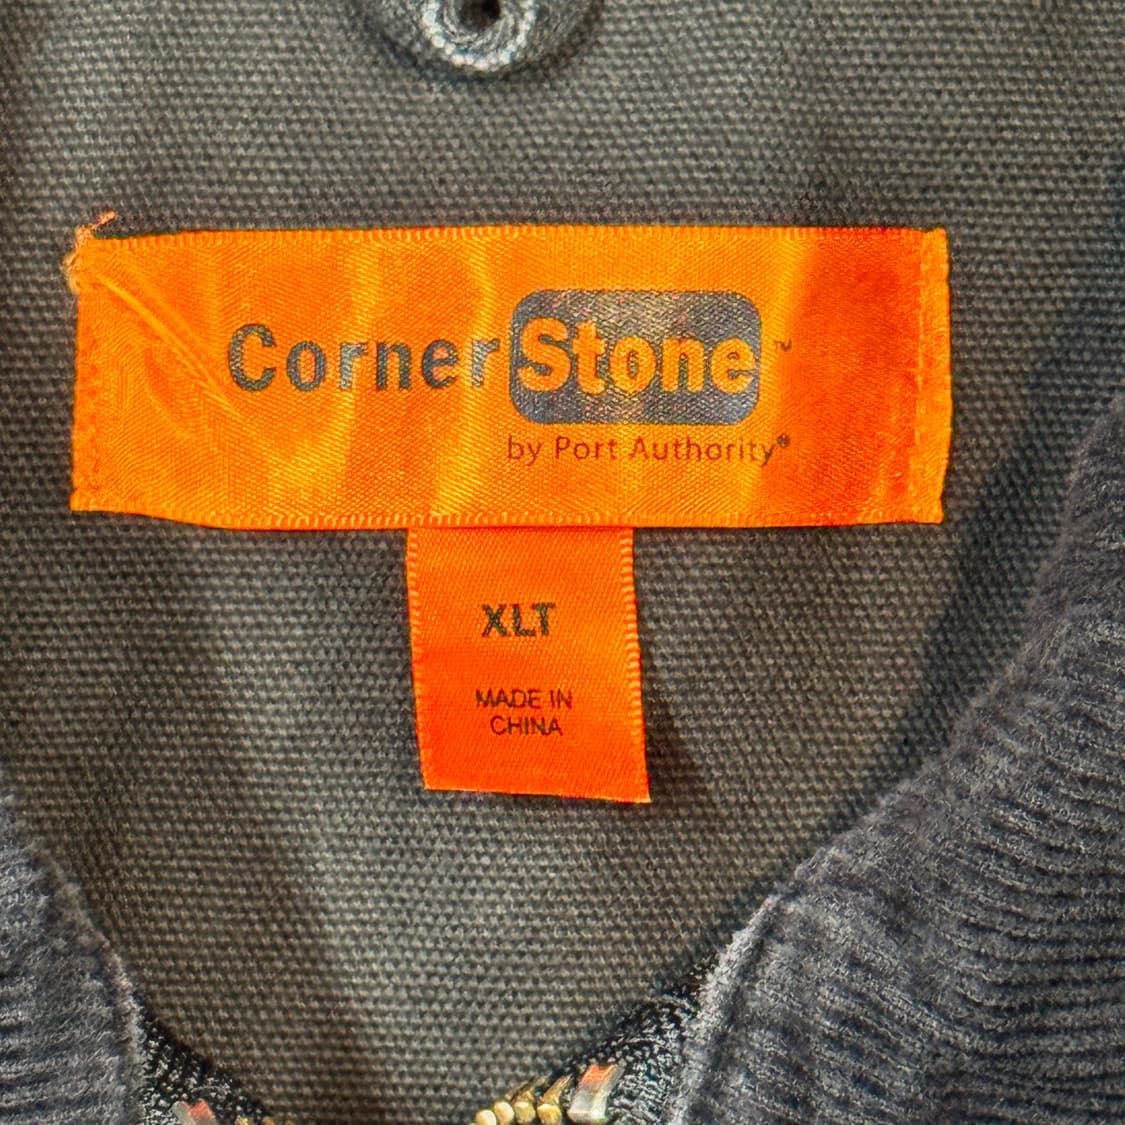 CornerStone™
by Port Authority®
XLT
MADE IN
CHINA